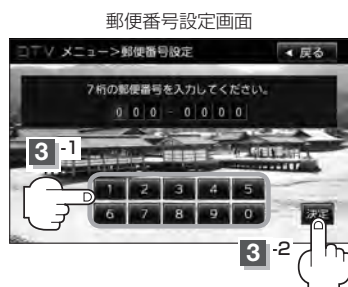 郵便番号設定画面
DTV メニュー>郵便番号設定
◀ 戻る
7桁の郵便番号を入力してください。
0 0 0 - 0 0 0 0
3 -1
1 2 3 4 5
6 7 8 9 0
決定
3 -2